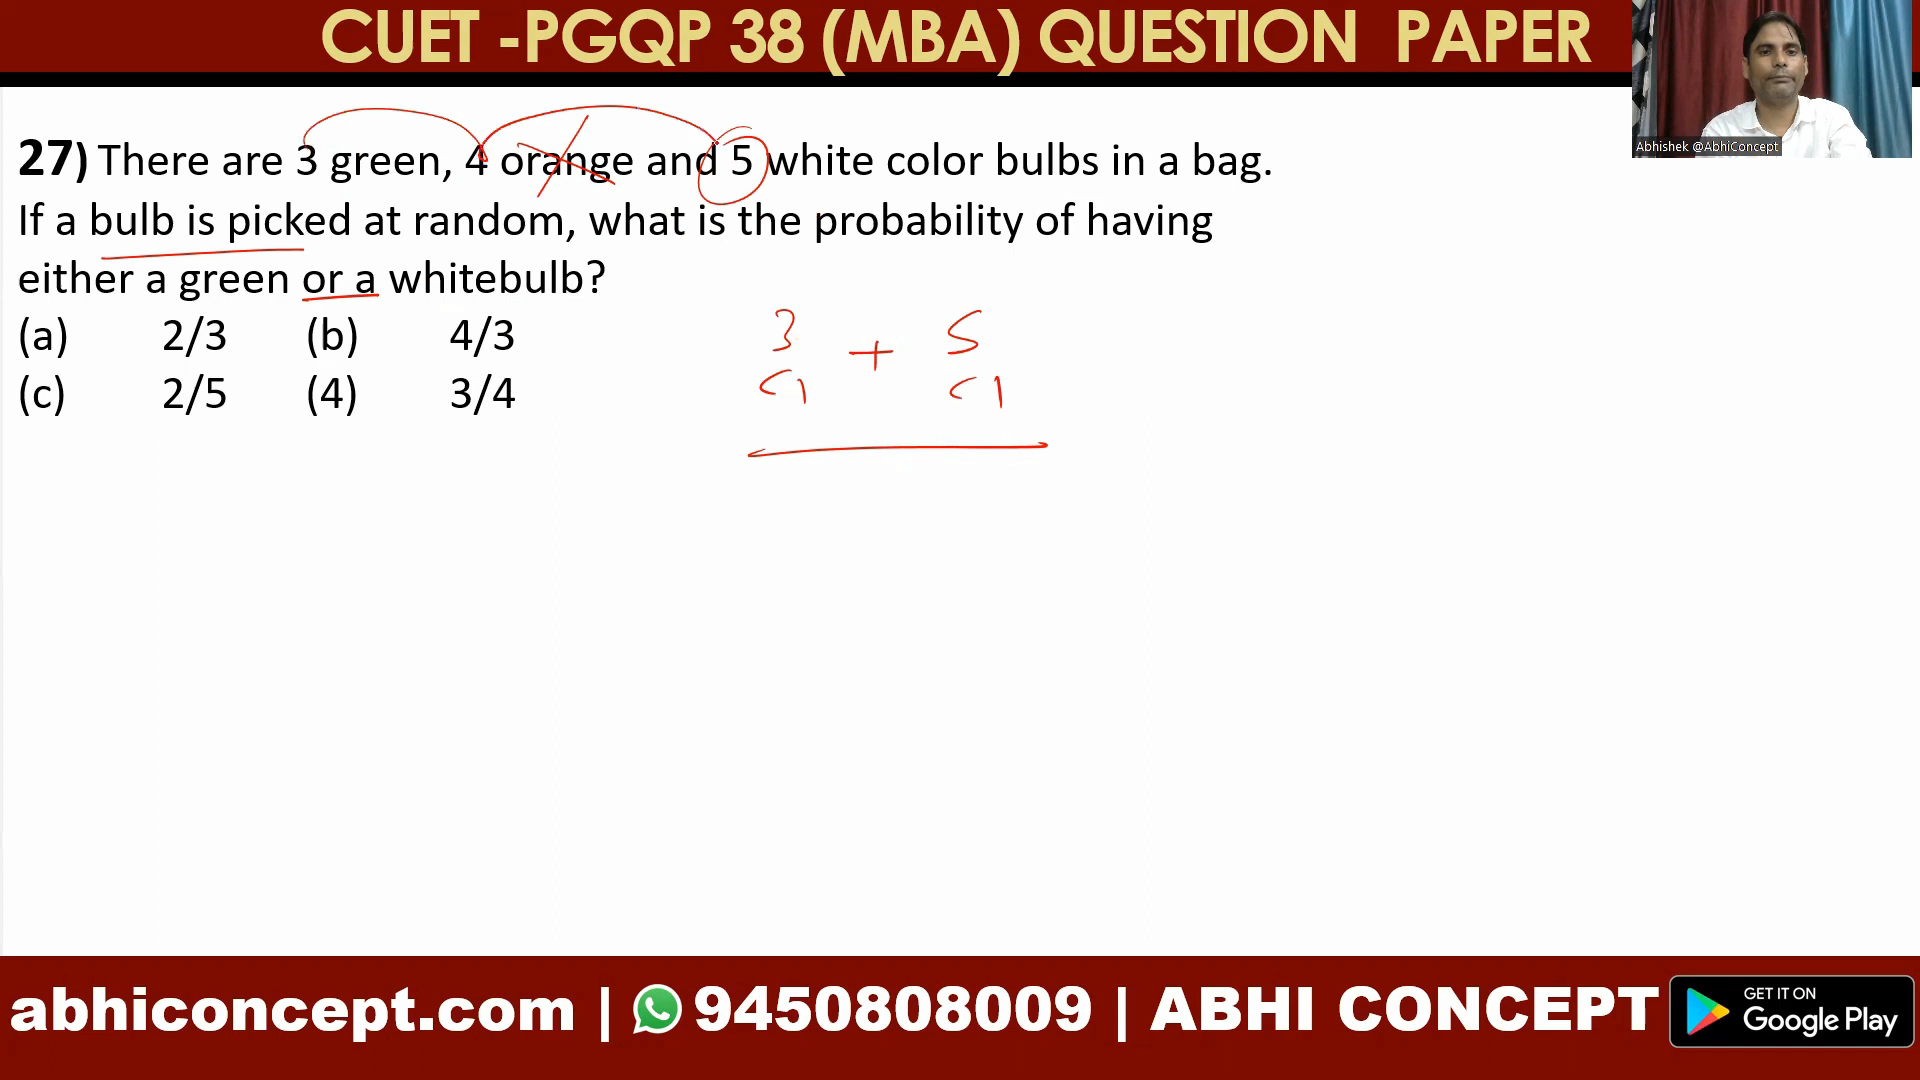 CUET -PGQP 38 (MBA) QUESTION PAPER
Abhishek @AbhiConcept
27) There are 3 green, 4 orange and 5 white color bulbs in a bag.
If a bulb is picked at random, what is the probability of having
either a green or a whitebulb?
(a) 2/3 (b) 4/3
(c) 2/5 (4) 3/4
3 + 5
C1 C1
abhiconcept.com | 9450808009 | ABHI CONCEPT
GET IT ON
Google Play